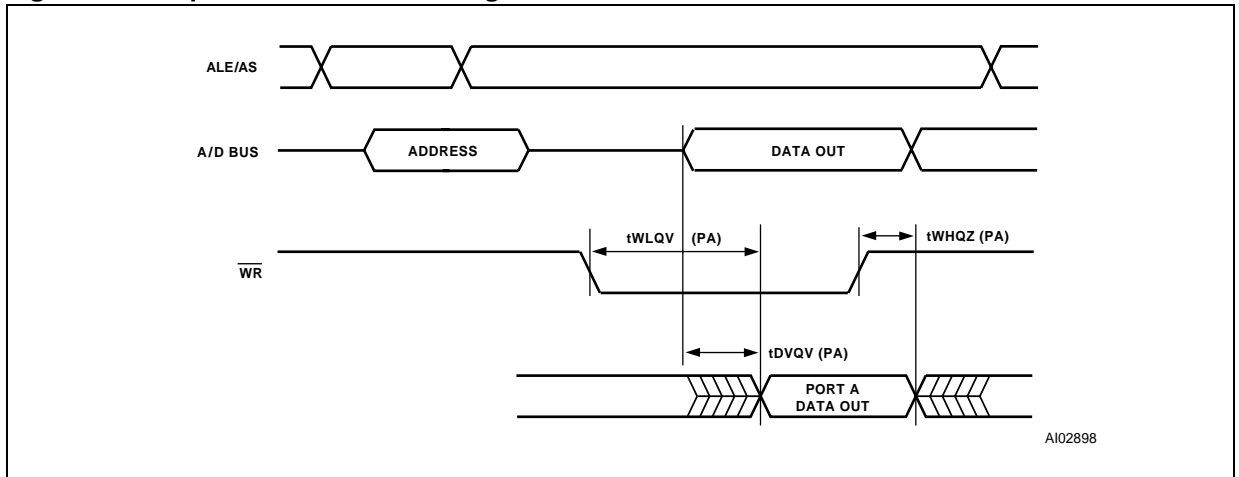 ALE/AS
A/D BUS
ADDRESS
DATA OUT
tWLQV (PA)
tWHQZ (PA)
WR
tDVQV (PA)
PORT A
DATA OUT
AI02898